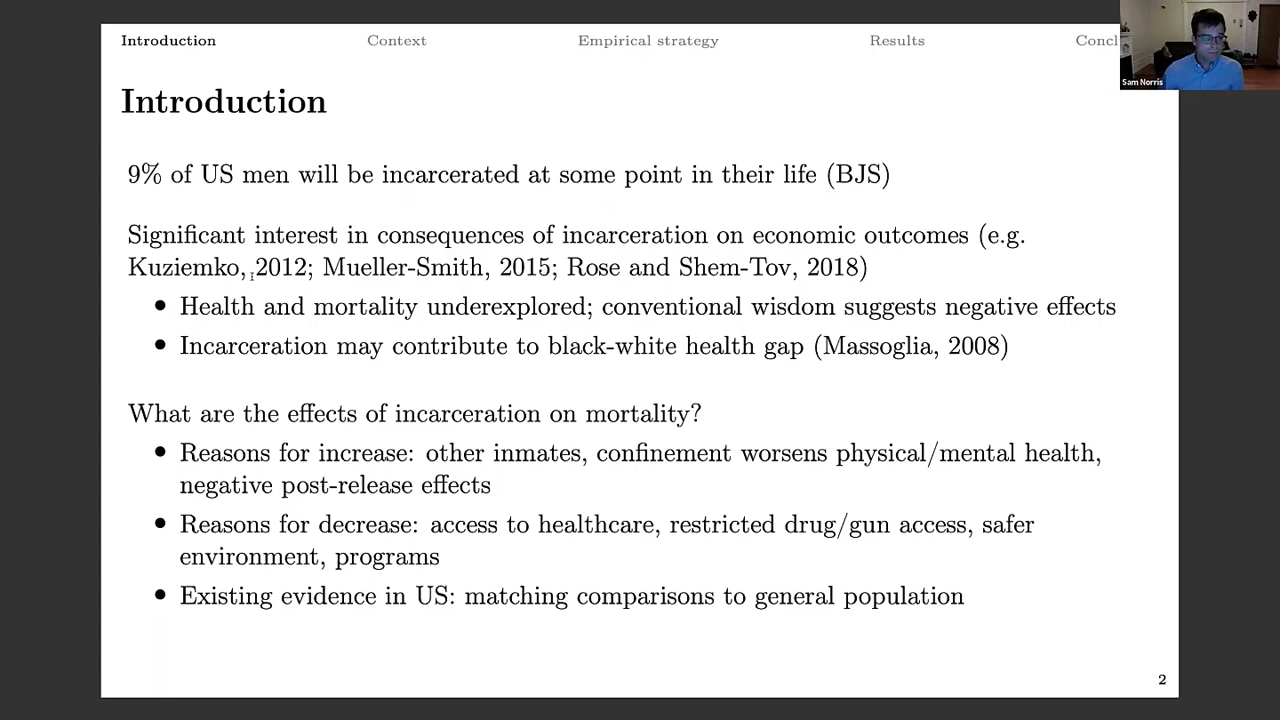 Introduction Context Empirical strategy Results Concl
Sam Norris
Introduction
9% of US men will be incarcerated at some point in their life (BJS)
Significant interest in consequences of incarceration on economic outcomes (e.g.
Kuziemko, 2012; Mueller-Smith, 2015; Rose and Shem-Tov, 2018)
• Health and mortality underexplored; conventional wisdom suggests negative effects
• Incarceration may contribute to black-white health gap (Massoglia, 2008)
What are the effects of incarceration on mortality?
• Reasons for increase: other inmates, confinement worsens physical/mental health,
negative post-release effects
• Reasons for decrease: access to healthcare, restricted drug/gun access, safer
environment, programs
• Existing evidence in US: matching comparisons to general population
2